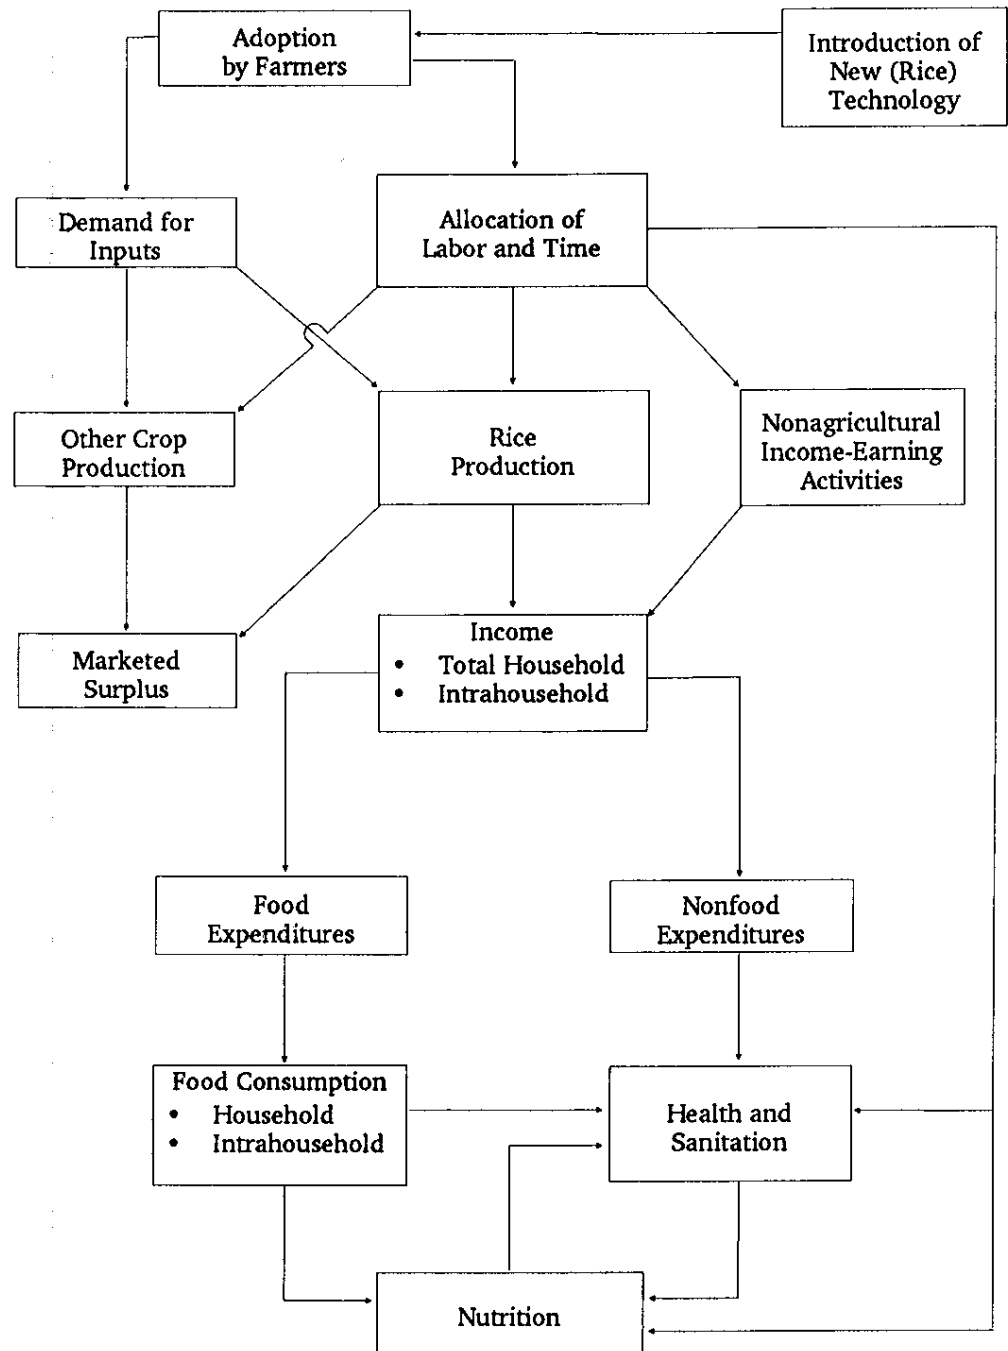 Adoption
by Farmers
Introduction of
New (Rice)
Technology
Demand for
Inputs
Allocation of
Labor and Time
Other Crop
Production
Rice
Production
Nonagricultural
Income-Earning
Activities
Marketed
Surplus
Income
• Total Household
• Intrahousehold
Food
Expenditures
Nonfood
Expenditures
Food Consumption
• Household
• Intrahousehold
Health and
Sanitation
Nutrition